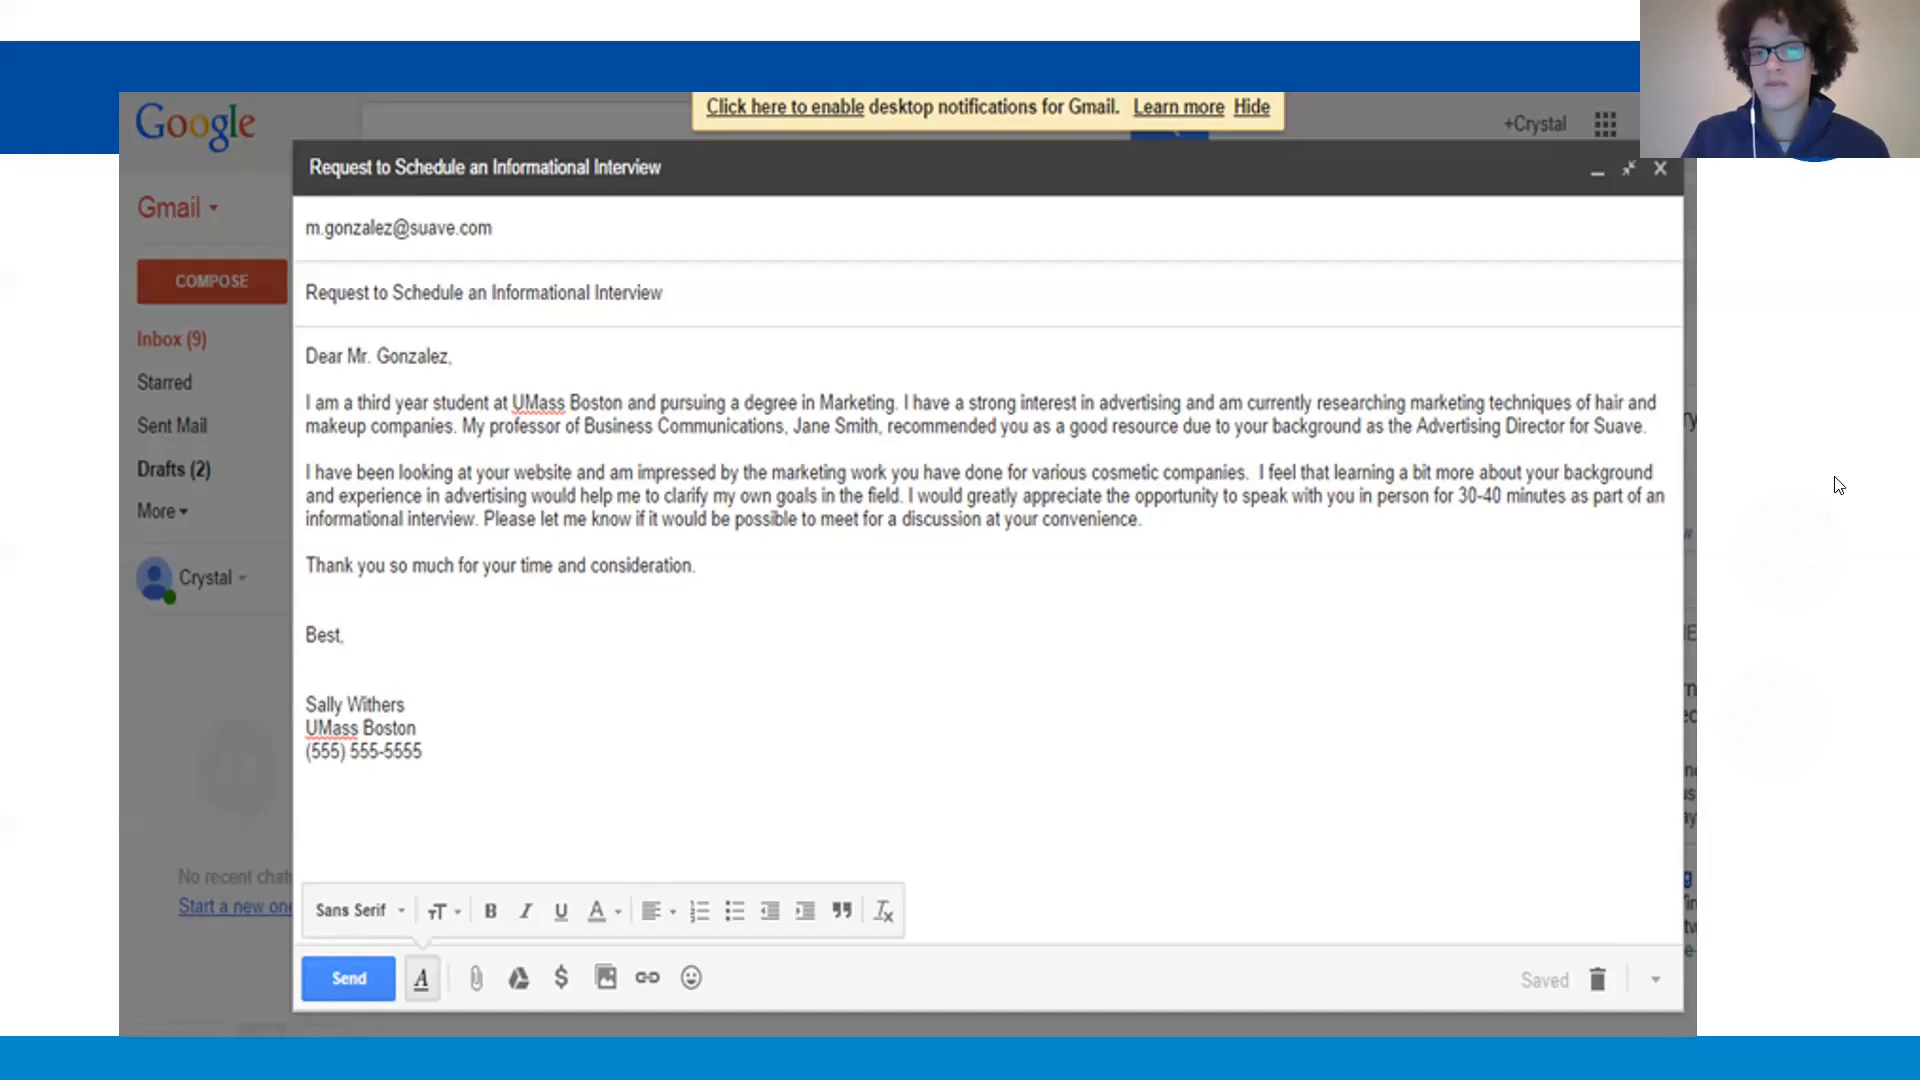 Google
Click here to enable desktop notifications for Gmail. Learn more Hide
+Crystal
Request to Schedule an Informational Interview
Gmail
m.gonzalez@suave.com
COMPOSE
Request to Schedule an Informational Interview
Inbox (9)
Starred
Sent Mail
Drafts (2)
More
Crystal
Dear Mr. Gonzalez,
I am a third year student at UMass Boston and pursuing a degree in Marketing. I have a strong interest in advertising and am currently researching marketing techniques of hair and
makeup companies. My professor of Business Communications, Jane Smith, recommended you as a good resource due to your background as the Advertising Director for Suave.
I have been looking at your website and am impressed by the marketing work you have done for various cosmetic companies. I feel that learning a bit more about your background
and experience in advertising would help me to clarify my own goals in the field. I would greatly appreciate the opportunity to speak with you in person for 30-40 minutes as part of an
informational interview. Please let me know if it would be possible to meet for a discussion at your convenience.
Thank you so much for your time and consideration.
Best,
Sally Withers
UMass Boston
(555) 555-5555
No recent chat
Start a new one
Sans Serif
Send
Saved